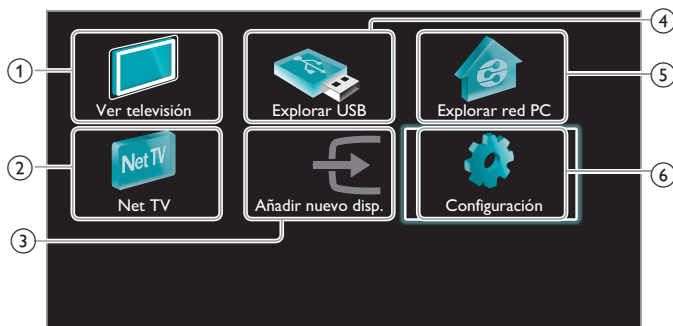 4
1
5
Ver televisión
Explorar USB
Explorar red PC
Net TV
2
6
Net TV
Añadir nuevo disp.
Configuración
3